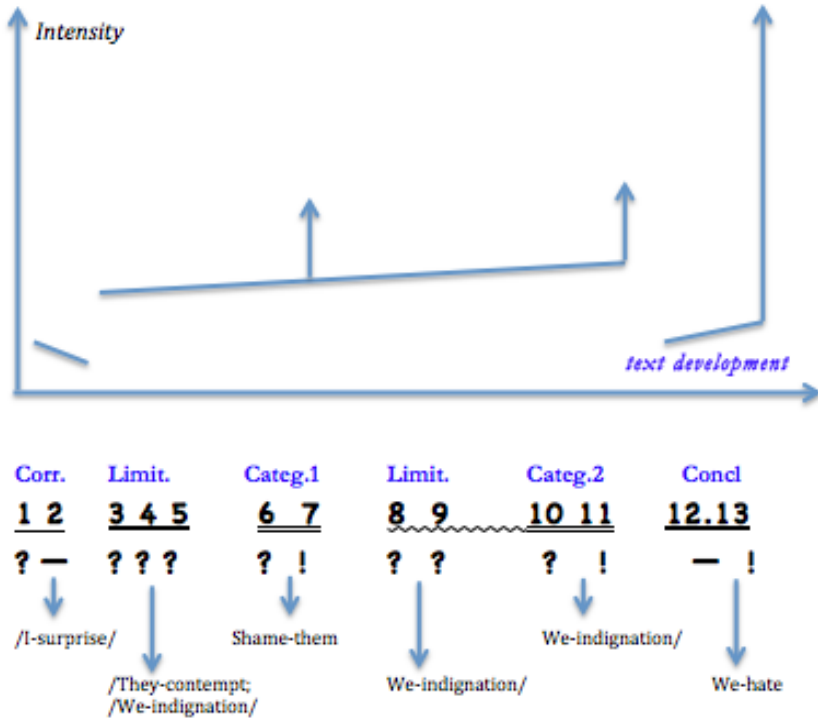 Intensity
text development
Corr. Limit. Categ.1 Limit. Categ.2 Concl
1 2 3 4 5 6 7 8 9 10 11 12.13
? — ? ? ? ? ! ? ? ? ! — !
/I-surprise/ Shame-them We-indignation/
/They-contempt; We-indignation/ We-hate
/We-indignation/